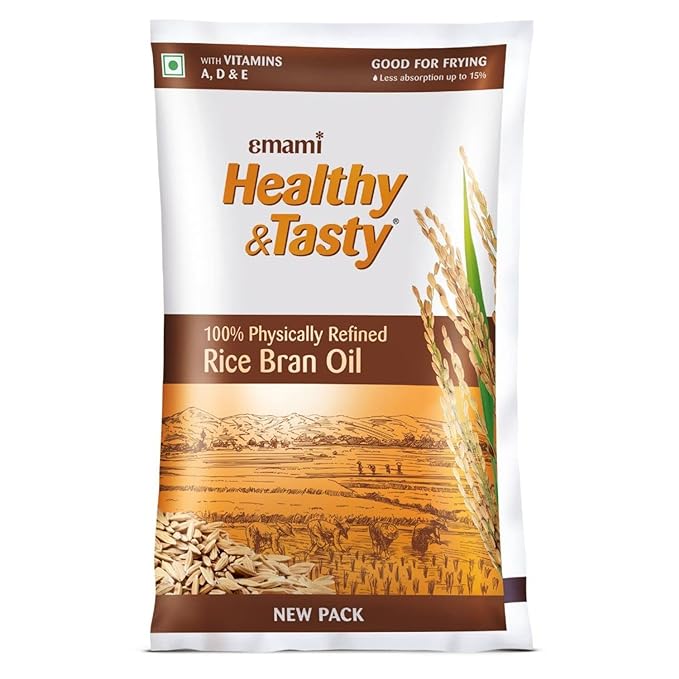 WITH VITAMINS
A, D & E
GOOD FOR FRYING
Less absorption up to 15%
emami*
Healthy
&Tasty®
100% Physically Refined
Rice Bran Oil
NEW PACK